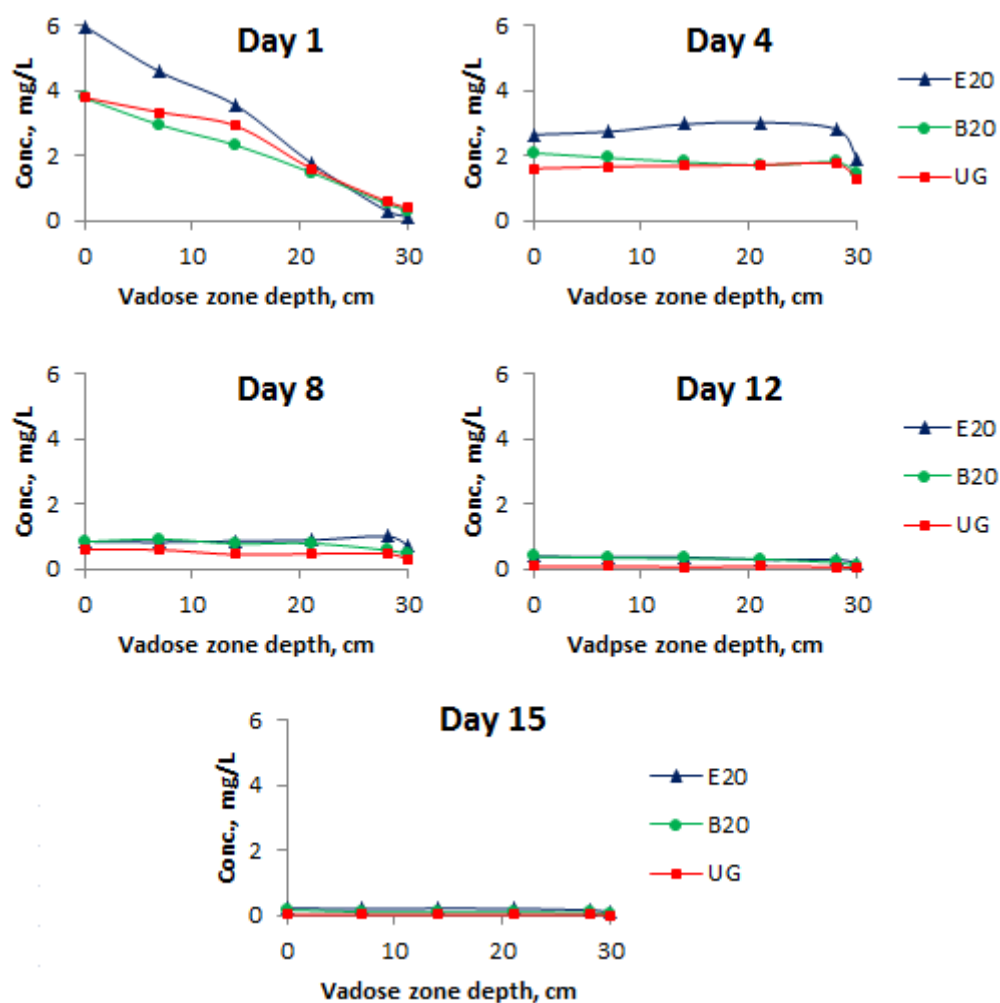 Day 1
Conc., mg/L
6
4
2
0
0 10 20 30
Vadose zone depth, cm
Day 4
Conc., mg/L
6
4
2
0
0 10 20 30
Vadose zone depth, cm
E20
B20
UG
Day 8
Conc., mg/L
6
4
2
0
0 10 20 30
Vadose zone depth, cm
Day 12
Conc., mg/L
6
4
2
0
0 10 20 30
Vadpse zone depth, cm
E20
B20
UG
Day 15
Conc., mg/L
6
4
2
0
0 10 20 30
Vadose zone depth, cm
E20
B20
UG